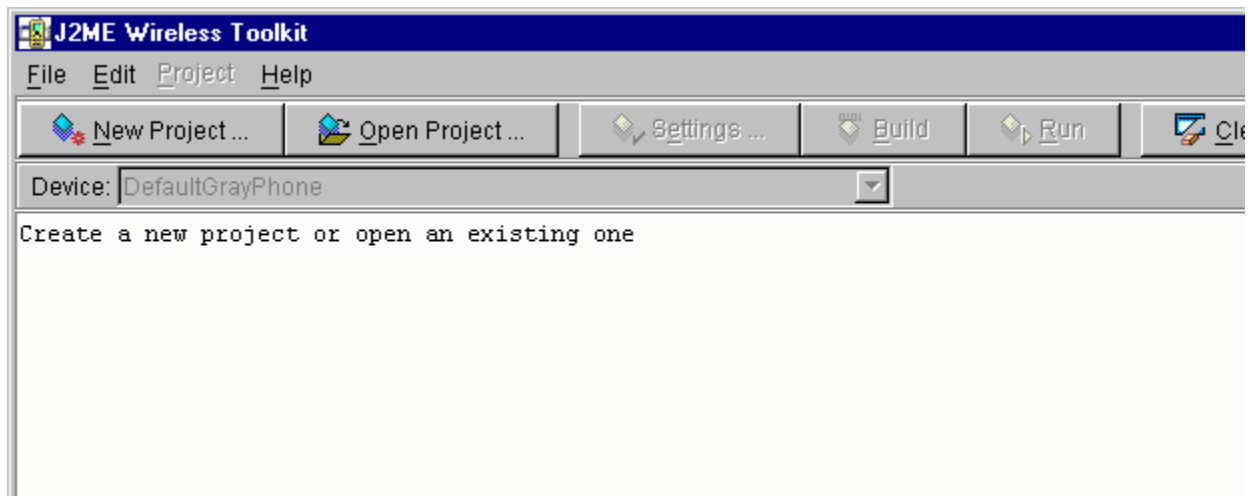 J2ME Wireless Toolkit
File Edit Project Help
New Project ... Open Project ... Settings ... Build Run
Device: DefaultGrayPhone
Create a new project or open an existing one